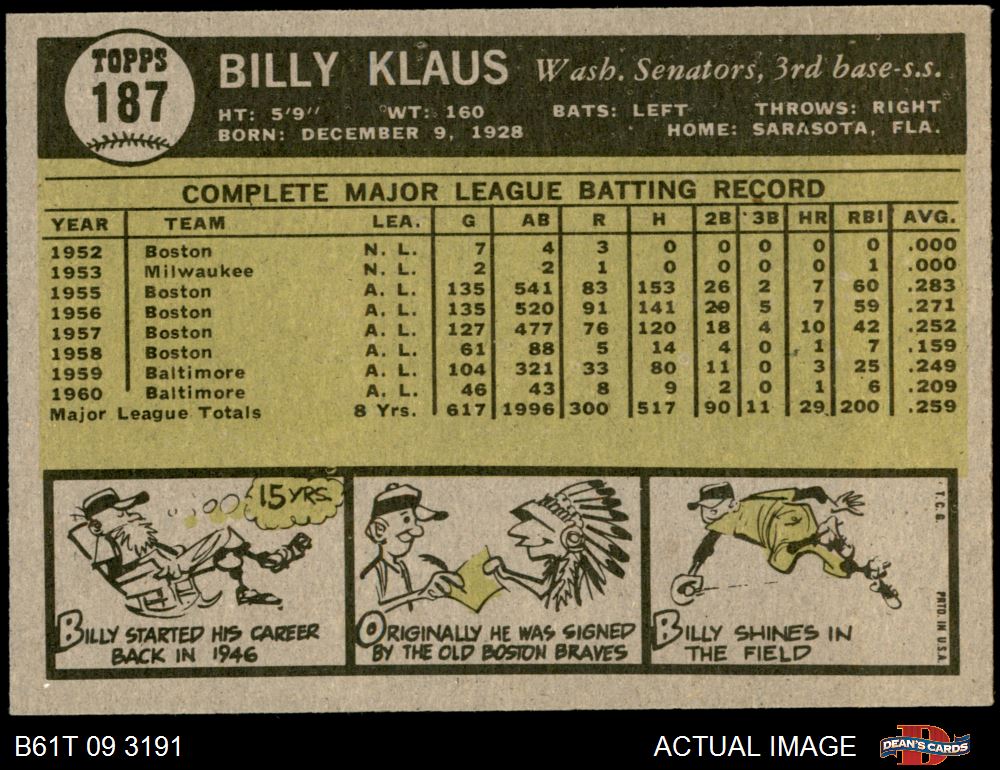 TOPPS
187
BILLY KLAUS Wash. Senators, 3rd base-s.s.
HT: 5'9" WT: 160 BATS: LEFT THROWS: RIGHT
BORN: DECEMBER 9, 1928 HOME: SARASOTA, FLA.
COMPLETE MAJOR LEAGUE BATTING RECORD
YEAR TEAM LEA. G AB R H 2B 3B HR RBI AVG.
1952 Boston N. L. 7 4 3 0 0 0 0 0 .000
1953 Milwaukee N. L. 2 2 1 0 0 0 0 1 .000
1955 Boston A. L. 135 541 83 153 26 2 7 60 .283
1956 Boston A. L. 135 520 91 141 29 5 7 59 .271
1957 Boston A. L. 127 477 76 120 18 4 10 42 .252
1958 Boston A. L. 61 88 5 14 4 0 1 7 .159
1959 Baltimore A. L. 104 321 33 80 11 0 3 25 .249
1960 Baltimore A. L. 46 43 8 9 2 0 1 6 .209
Major League Totals 8 Yrs. 617 1996 300 517 90 11 29 200 .259
15 YRS.
BILLY STARTED HIS CAREER
BACK IN 1946
ORIGINALLY HE WAS SIGNED
BY THE OLD BOSTON BRAVES
BILLY SHINES IN
THE FIELD
T.C.G. PRTD. IN U.S.A.
B61T 09 3191 ACTUAL IMAGE
DEAN'S CARDS